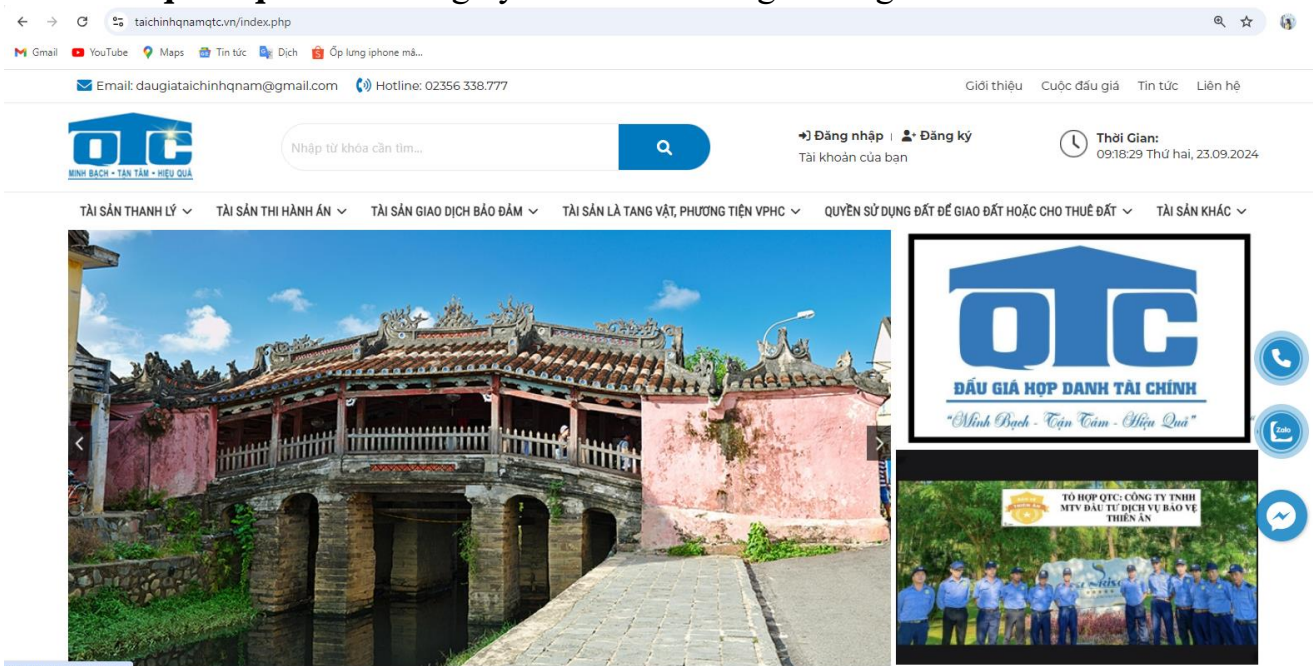 taichinhqnamqtc.vn/index.php
Gmail YouTube Maps Tin tức Dịch Ốp lưng iphone mâ...
Email: daugiataichinhqnam@gmail.com Hotline: 02356 338.777 Giới thiệu Cuộc đấu giá Tin tức Liên hệ
QTC
MINH BẠCH - TẬN TÂM - HIỆU QUẢ
Nhập từ khóa cần tìm...
Đăng nhập | Đăng ký
Tài khoản của bạn
Thời Gian:
09:18:29 Thứ hai, 23.09.2024
TÀI SẢN THANH LÝ TÀI SẢN THI HÀNH ÁN TÀI SẢN GIAO DỊCH BẢO ĐẢM TÀI SẢN LÀ TANG VẬT, PHƯƠNG TIỆN VPHC QUYỀN SỬ DỤNG ĐẤT ĐỂ GIAO ĐẤT HOẶC CHO THUÊ ĐẤT TÀI SẢN KHÁC
QTC
ĐẤU GIÁ HỢP DANH TÀI CHÍNH
"Minh Bạch - Tận Tâm - Hiệu Quả"
Zalo
TỔ HỢP QTC: CÔNG TY TNHH
MTV ĐẦU TƯ DỊCH VỤ BẢO VỆ
THIÊN ÂN